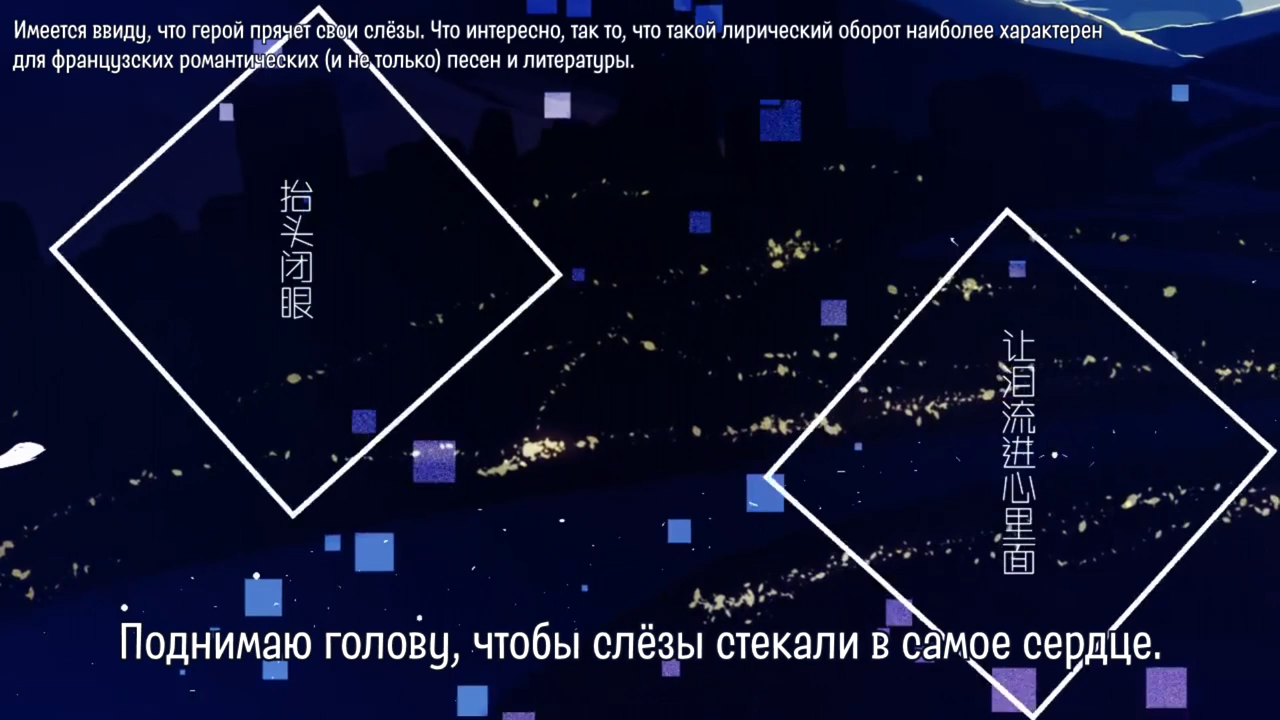 Имеется ввиду, что герой прячет свои слёзы. Что интересно, так то, что такой лирический оборот наиболее характерен
для французских романтических (и не только) песен и литературы.
抬头闭眼
让泪流进心里面
Поднимаю голову, чтобы слёзы стекали в самое сердце.